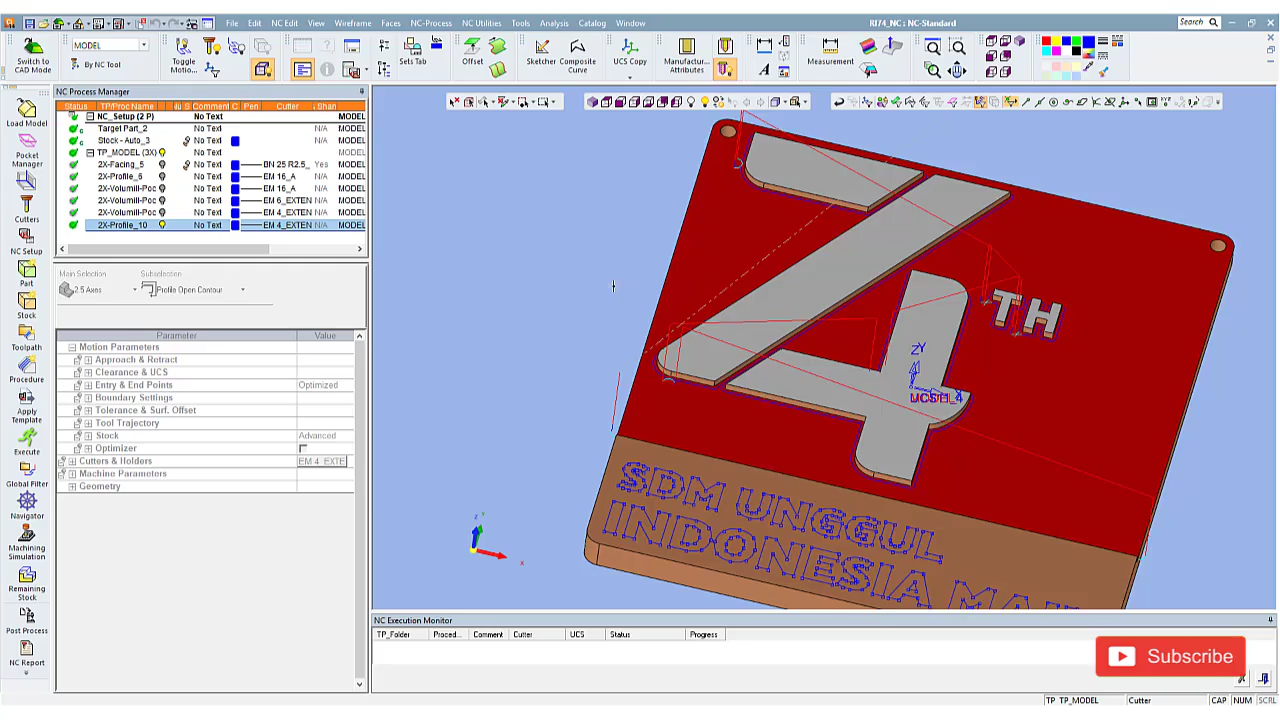 File Edit NC Edit Views Wireframe Faces NC-Process NC Utilities Tools Analysis Catalog Window
RI74_NC : NC-Standard
Search
Switch to CAD Mode
MODEL
By NC Tool
Toggle Motio...
Sets Tab
Offset
Sketcher
Composite Curve
UCS Copy
Manufactur... Attributes
Measurement
NC Process Manager
Status TP/Proc Name S Comment C Pen Cutter Shan
NC_Setup (2 P) No Text MODEL
Target Part_2 No Text N/A MODEL
Stock - Auto_3 No Text N/A MODEL
TP_MODEL (3X) No Text MODEL
2X-Facing_5 No Text BN 25 R2.5_ Yes MODEL
2X-Profile_6 No Text EM 16_A N/A MODEL
2X-Volumill-Poc No Text EM 16_A N/A MODEL
2X-Volumill-Poc No Text EM 6_EXTEN N/A MODEL
2X-Volumill-Poc No Text EM 4_EXTEN N/A MODEL
2X-Profile_10 No Text EM 4_EXTEN N/A MODEL
Main Selection
Subselection
2.5 Axes
Profile Open Contour
Parameter Value
Motion Parameters
Approach & Retract
Clearance & UCS
Entry & End Points Optimized
Boundary Settings
Tolerance & Surf. Offset
Tool Trajectory
Stock Advanced
Optimizer
Cutters & Holders EM 4_EXTE
Machine Parameters
Geometry
Load Model
Pocket Manager
Cutters
NC Setup
Part
Stock
Toolpath
Procedure
Apply Template
Execute
Global Filter
Navigator
Machining Simulation
Remaining Stock
Post Process
NC Report
74
TH
SDM UNGGUL
INDONESIA
NC Execution Monitor
TP_Folder Proced... Comment Cutter UCS Status Progress
Subscribe
TP TP_MODEL Cutter CAP NUM SCRL